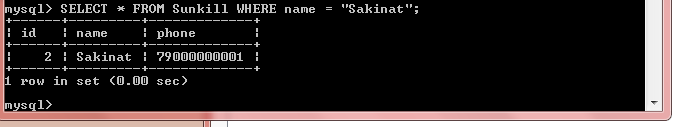 mysql> SELECT * FROM Sunkill WHERE name = "Sakinat";
+------+---------+-------------+
| id | name | phone |
+------+---------+-------------+
| 2 | Sakinat | 79000000001 |
+------+---------+-------------+
1 row in set (0.00 sec)
mysql>